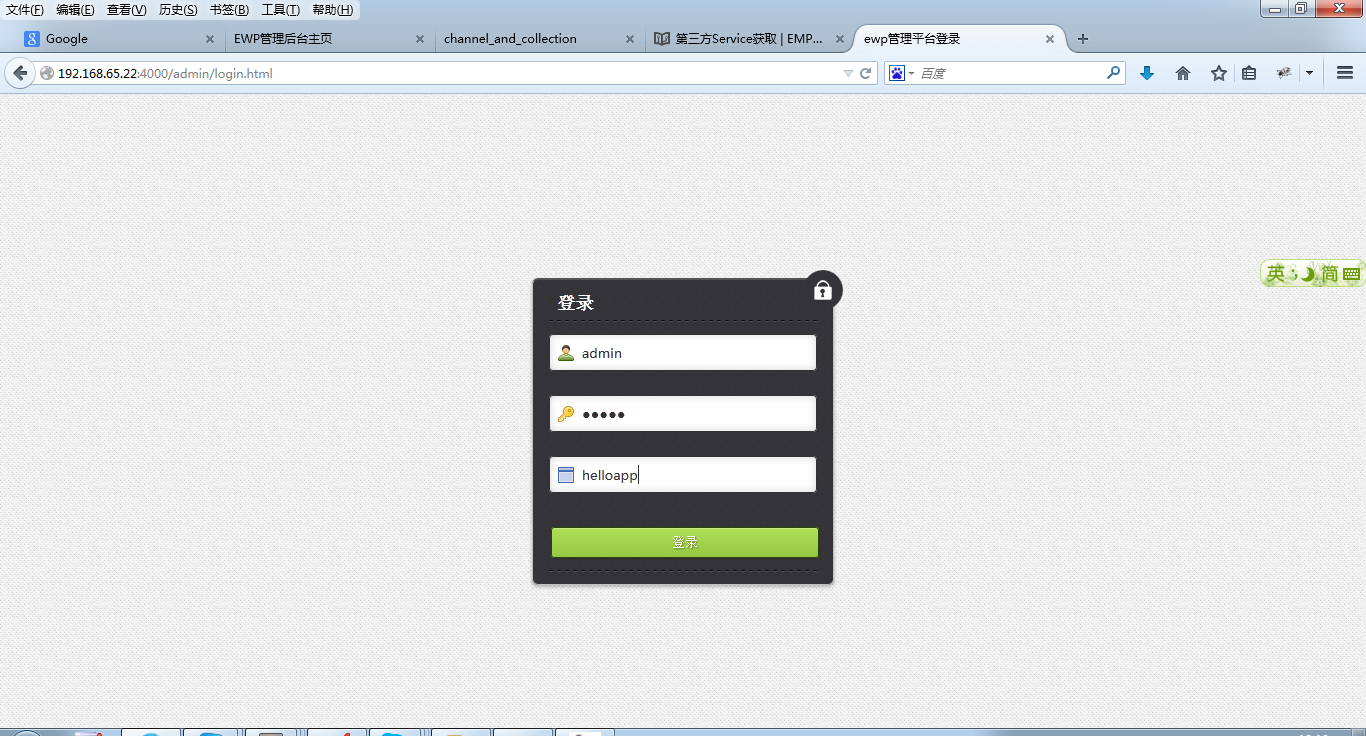 文件(F) 编辑(E) 查看(V) 历史(S) 书签(B) 工具(T) 帮助(H)
Google EWP管理后台主页 channel_and_collection 第三方Service获取 | EMP... ewp管理平台登录
192.168.65.22:4000/admin/login.html 百度
英 简
登录
admin
●●●●●
helloapp
登录